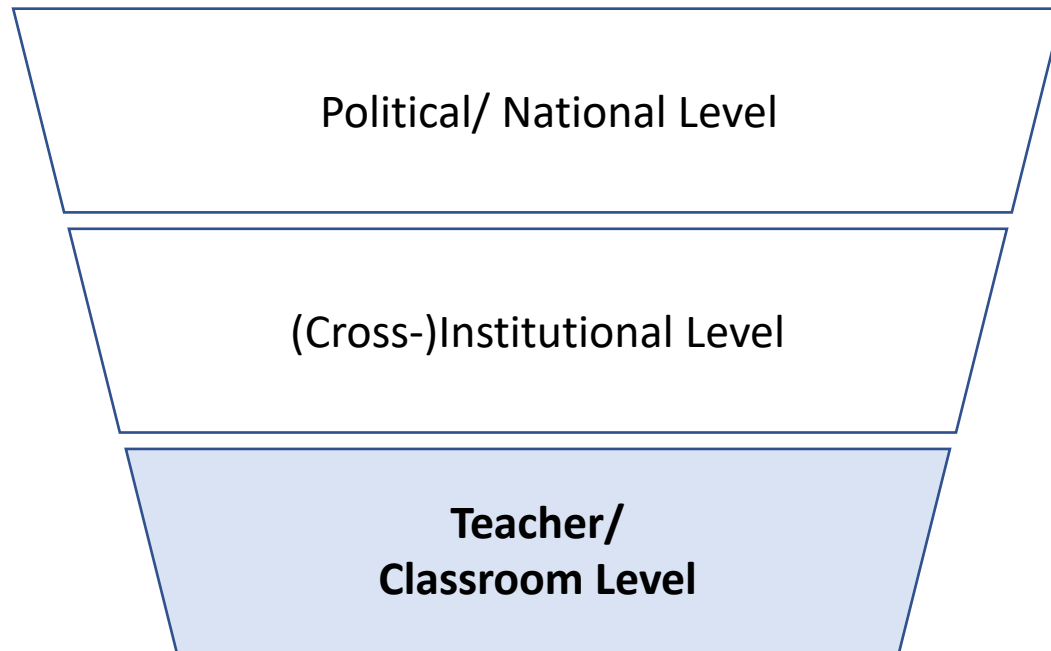 Political/ National Level
(Cross-)Institutional Level
Teacher/
Classroom Level